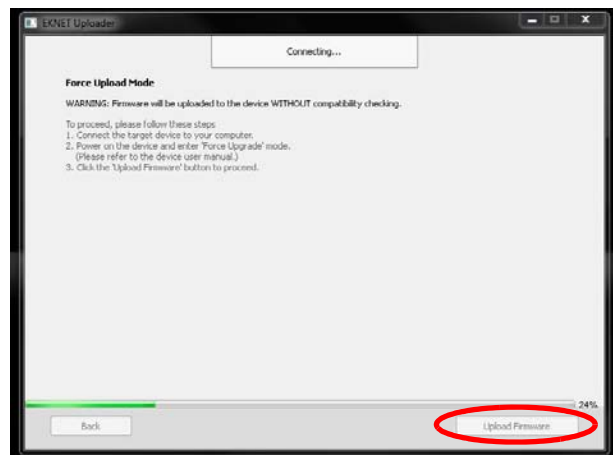 EKNET Uploader
Connecting...
Force Upload Mode
WARNING: Firmware will be uploaded to the device WITHOUT compatibility checking.
To proceed, please follow these steps
1. Connect the target device to your computer.
2. Power on the device and enter 'Force Upgrade' mode.
(Please refer to the device user manual.)
3. Click the 'Upload Firmware' button to proceed.
24%
Back
Upload Firmware